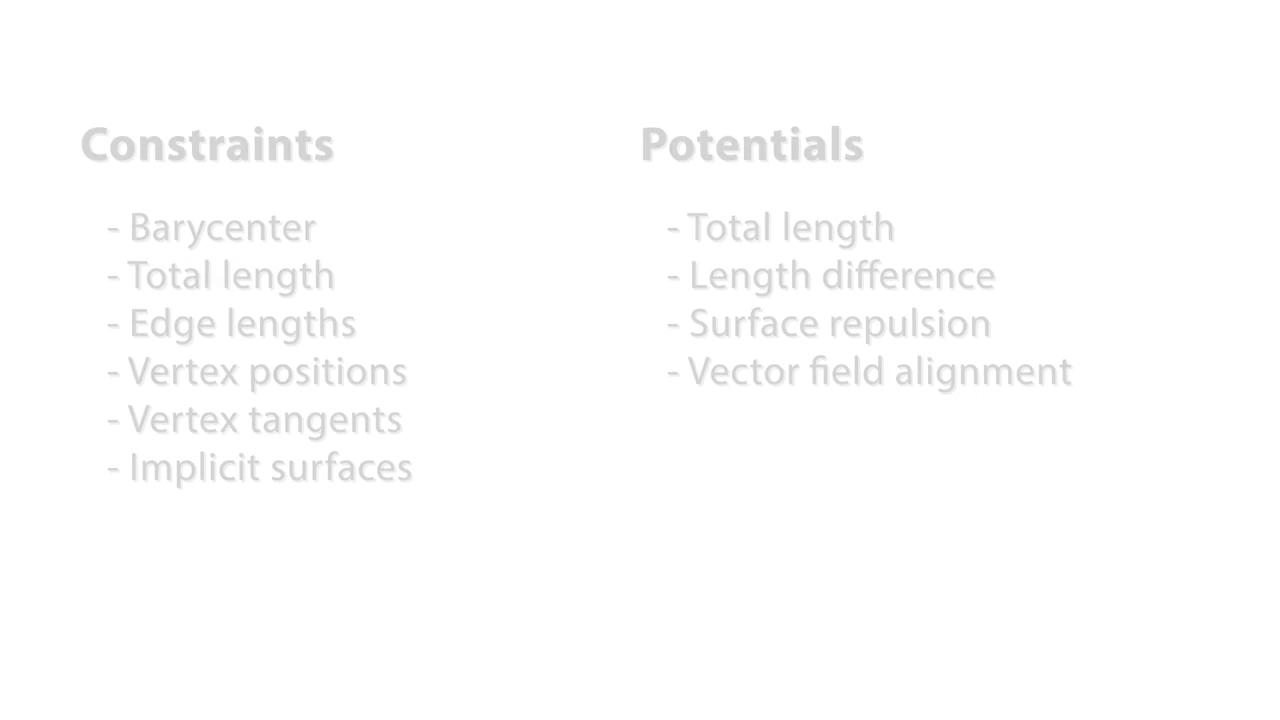 Constraints
- Barycenter
- Total length
- Edge lengths
- Vertex positions
- Vertex tangents
- Implicit surfaces
Potentials
- Total length
- Length difference
- Surface repulsion
- Vector field alignment